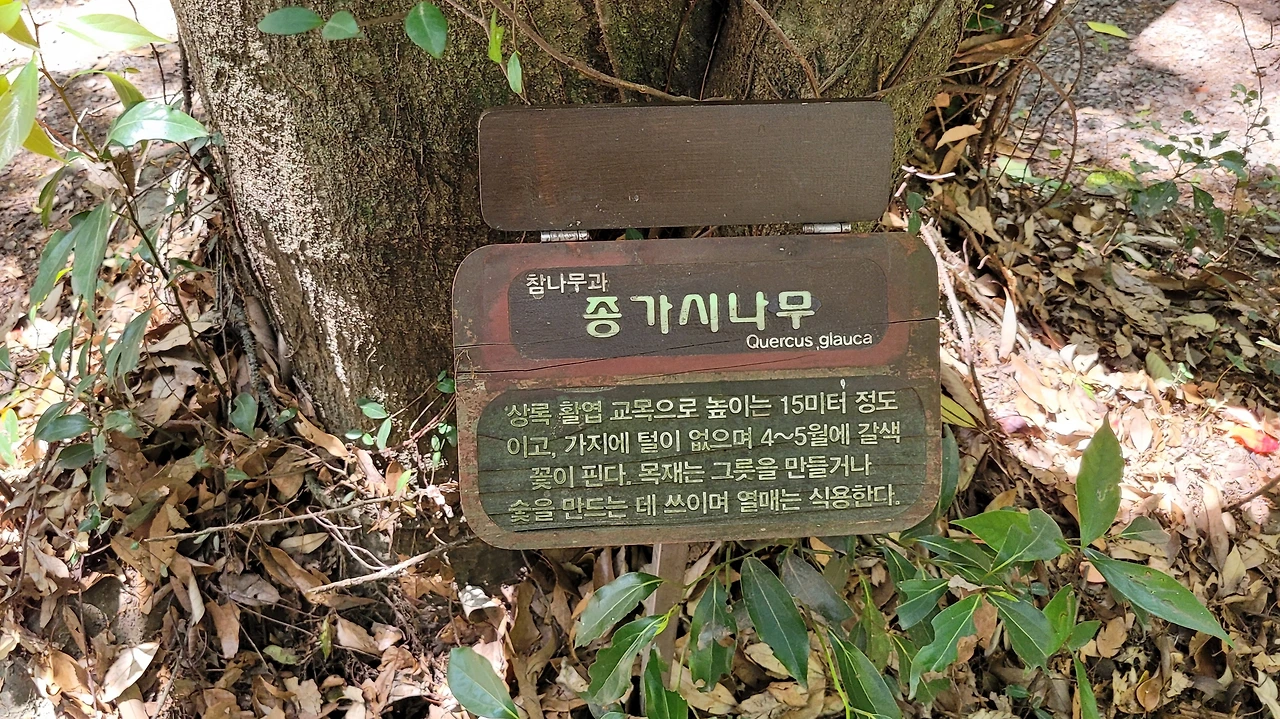 참나무과
종가시나무
Quercus glauca
상록 활엽 교목으로 높이는 15미터 정도
이고, 가지에 털이 없으며 4~5월에 갈색
꽃이 핀다. 목재는 그릇을 만들거나
숯을 만드는 데 쓰이며 열매는 식용한다.